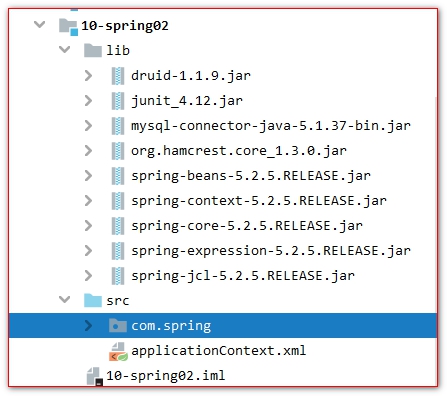 10-spring02
lib
druid-1.1.9.jar
junit_4.12.jar
mysql-connector-java-5.1.37-bin.jar
org.hamcrest.core_1.3.0.jar
spring-beans-5.2.5.RELEASE.jar
spring-context-5.2.5.RELEASE.jar
spring-core-5.2.5.RELEASE.jar
spring-expression-5.2.5.RELEASE.jar
spring-jcl-5.2.5.RELEASE.jar
src
com.spring
applicationContext.xml
10-spring02.iml